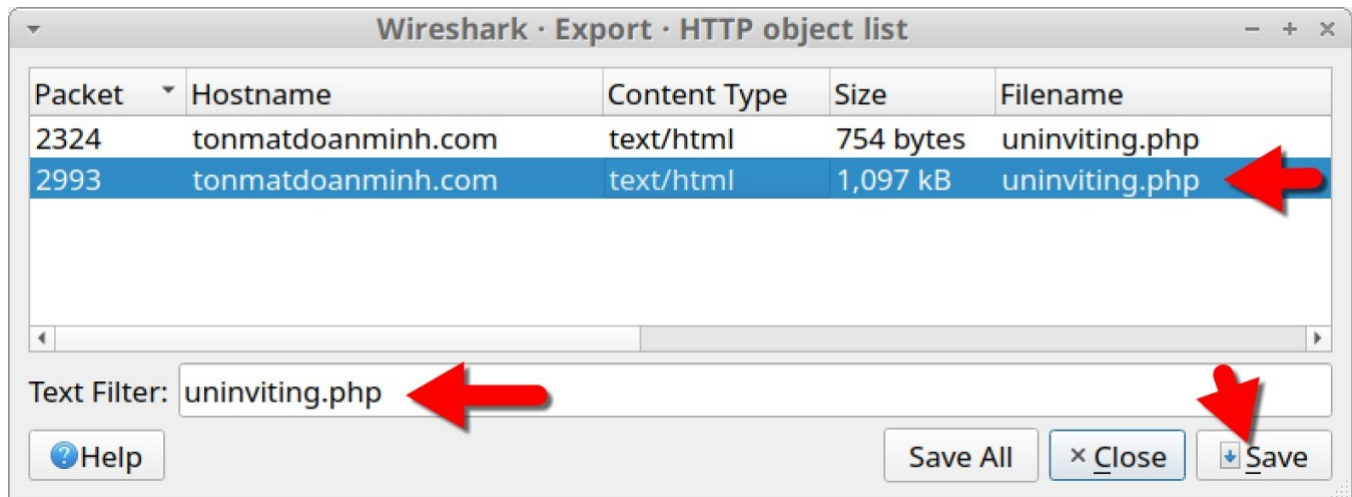 Wireshark · Export · HTTP object list
Packet Hostname Content Type Size Filename
2324 tonmatdoanminh.com text/html 754 bytes uninviting.php
2993 tonmatdoanminh.com text/html 1,097 kB uninviting.php
Text Filter: uninviting.php
Help Save All Close Save